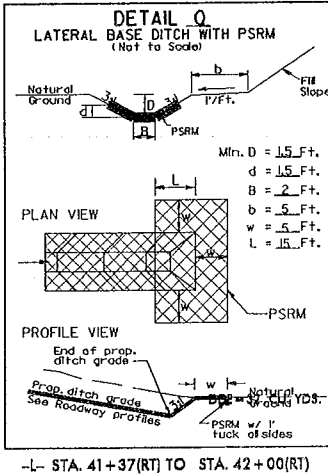 DETAIL Q
LATERAL BASE DITCH WITH PSRM
(Not to Scale)
Natural
Ground
3:1
D
3:1
d
B
PSRM
b
1"/Ft.
Fill
Slope
Min. D = 1.5 Ft.
d = 1.5 Ft.
B = 2 Ft.
b = 5 Ft.
w = 5 Ft.
L = 15 Ft.
PLAN VIEW
L
w
w
w
PSRM
PROFILE VIEW
End of prop.
ditch grade
w
Prop. ditch grade
See Roadway profiles
3:1
Natural
Ground
CU. YDS.
PSRM w/ 1'
tuck all sides
-L- STA. 41+37(RT) TO STA. 42+00(RT)